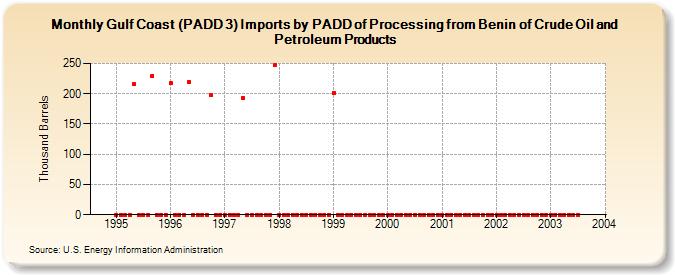 Monthly Gulf Coast (PADD 3) Imports by PADD of Processing from Benin of Crude Oil and
Petroleum Products
Thousand Barrels
250
200
150
100
50
0
1995 1996 1997 1998 1999 2000 2001 2002 2003 2004
Source: U.S. Energy Information Administration